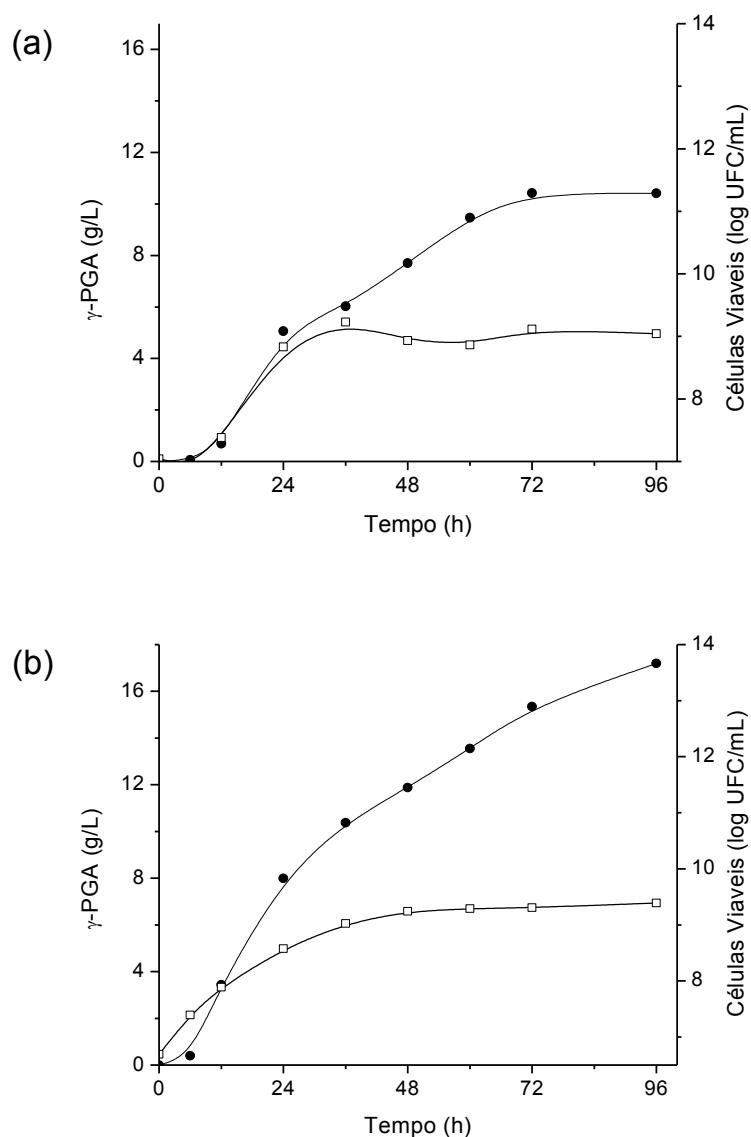 (a)
16
12
8
4
0
γ-PGA (g/L)
14
12
10
8
Células Viaveis (log UFC/mL)
0 24 48 72 96
Tempo (h)
(b)
16
12
8
4
0
γ-PGA (g/L)
14
12
10
8
Células Viaveis (log UFC/mL)
0 24 48 72 96
Tempo (h)